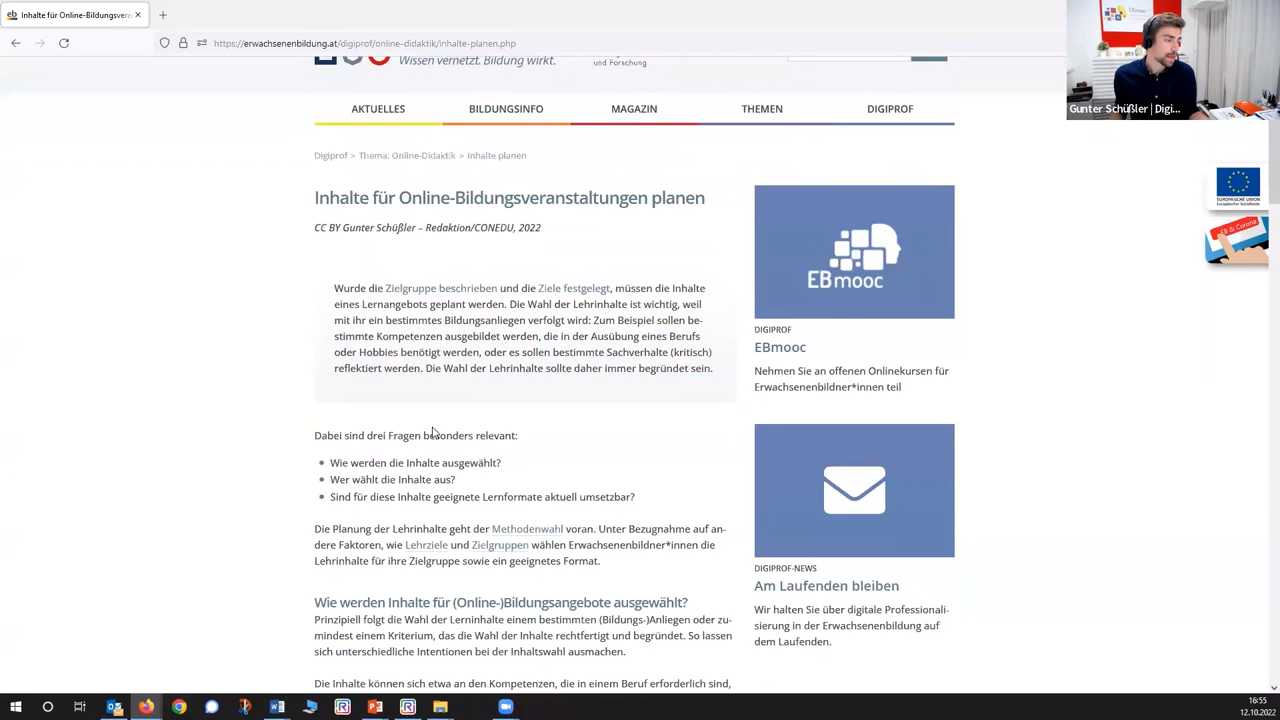 Inhalte für Online-Bildungsvera
https://erwachsenenbildung.at/digiprof/online-didaktik/inhalte-planen.php
Gunter Schüßler | Digi...
Wissen vernetzt. Bildung wirkt.
und Forschung
AKTUELLES
BILDUNGSINFO
MAGAZIN
THEMEN
DIGIPROF
Digiprof > Thema: Online-Didaktik > Inhalte planen
Inhalte für Online-Bildungsveranstaltungen planen
CC BY Gunter Schüßler – Redaktion/CONEDU, 2022
Wurde die Zielgruppe beschrieben und die Ziele festgelegt, müssen die Inhalte
eines Lernangebots geplant werden. Die Wahl der Lehrinhalte ist wichtig, weil
mit ihr ein bestimmtes Bildungsanliegen verfolgt wird: Zum Beispiel sollen be-
stimmte Kompetenzen ausgebildet werden, die in der Ausübung eines Berufs
oder Hobbies benötigt werden, oder es sollen bestimmte Sachverhalte (kritisch)
reflektiert werden. Die Wahl der Lehrinhalte sollte daher immer begründet sein.
Dabei sind drei Fragen besonders relevant:
Wie werden die Inhalte ausgewählt?
Wer wählt die Inhalte aus?
Sind für diese Inhalte geeignete Lernformate aktuell umsetzbar?
Die Planung der Lehrinhalte geht der Methodenwahl voran. Unter Bezugnahme auf an-
dere Faktoren, wie Lehrziele und Zielgruppen wählen Erwachsenenbildner*innen die
Lehrinhalte für ihre Zielgruppe sowie ein geeignetes Format.
Wie werden Inhalte für (Online-)Bildungsangebote ausgewählt?
Prinzipiell folgt die Wahl der Lerninhalte einem bestimmten (Bildungs-)Anliegen oder zu-
mindest einem Kriterium, das die Wahl der Inhalte rechtfertigt und begründet. So lassen
sich unterschiedliche Intentionen bei der Inhaltswahl ausmachen.
Die Inhalte können sich etwa an den Kompetenzen, die in einem Beruf erforderlich sind,
EBmooc
DIGIPROF
EBmooc
Nehmen Sie an offenen Onlinekursen für
Erwachsenenbildner*innen teil
DIGIPROF-NEWS
Am Laufenden bleiben
Wir halten Sie über digitale Professionali-
sierung in der Erwachsenenbildung auf
dem Laufenden.
EUROPÄISCHE UNION
Europäischer Sozialfonds
EB & Corona
16:55
12.10.2022